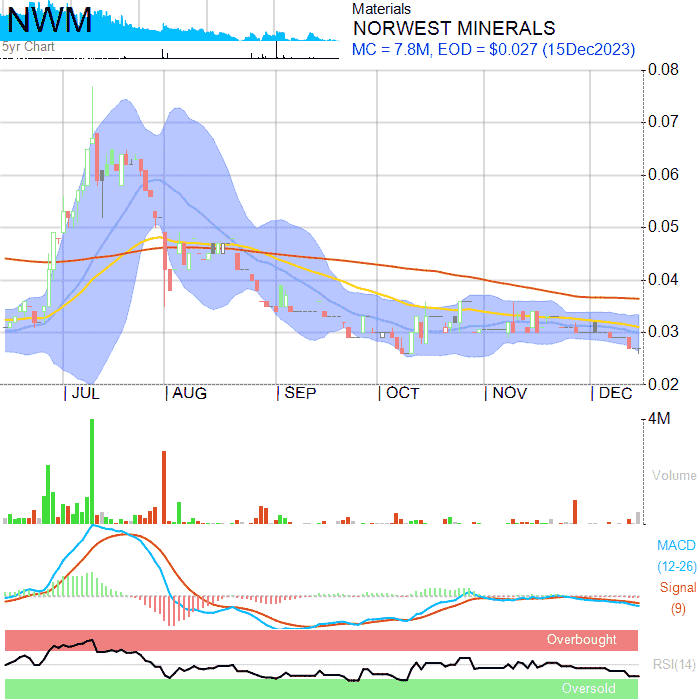 NWM
5yr Chart
Materials
NORWEST MINERALS
MC = 7.8M, EOD = $0.027 (15Dec2023)
0.08
0.07
0.06
0.05
0.04
0.03
0.02
JUL AUG SEP OCT NOV DEC
4M
Volume
MACD
(12-26)
Signal
(9)
Overbought
RSI(14)
Oversold